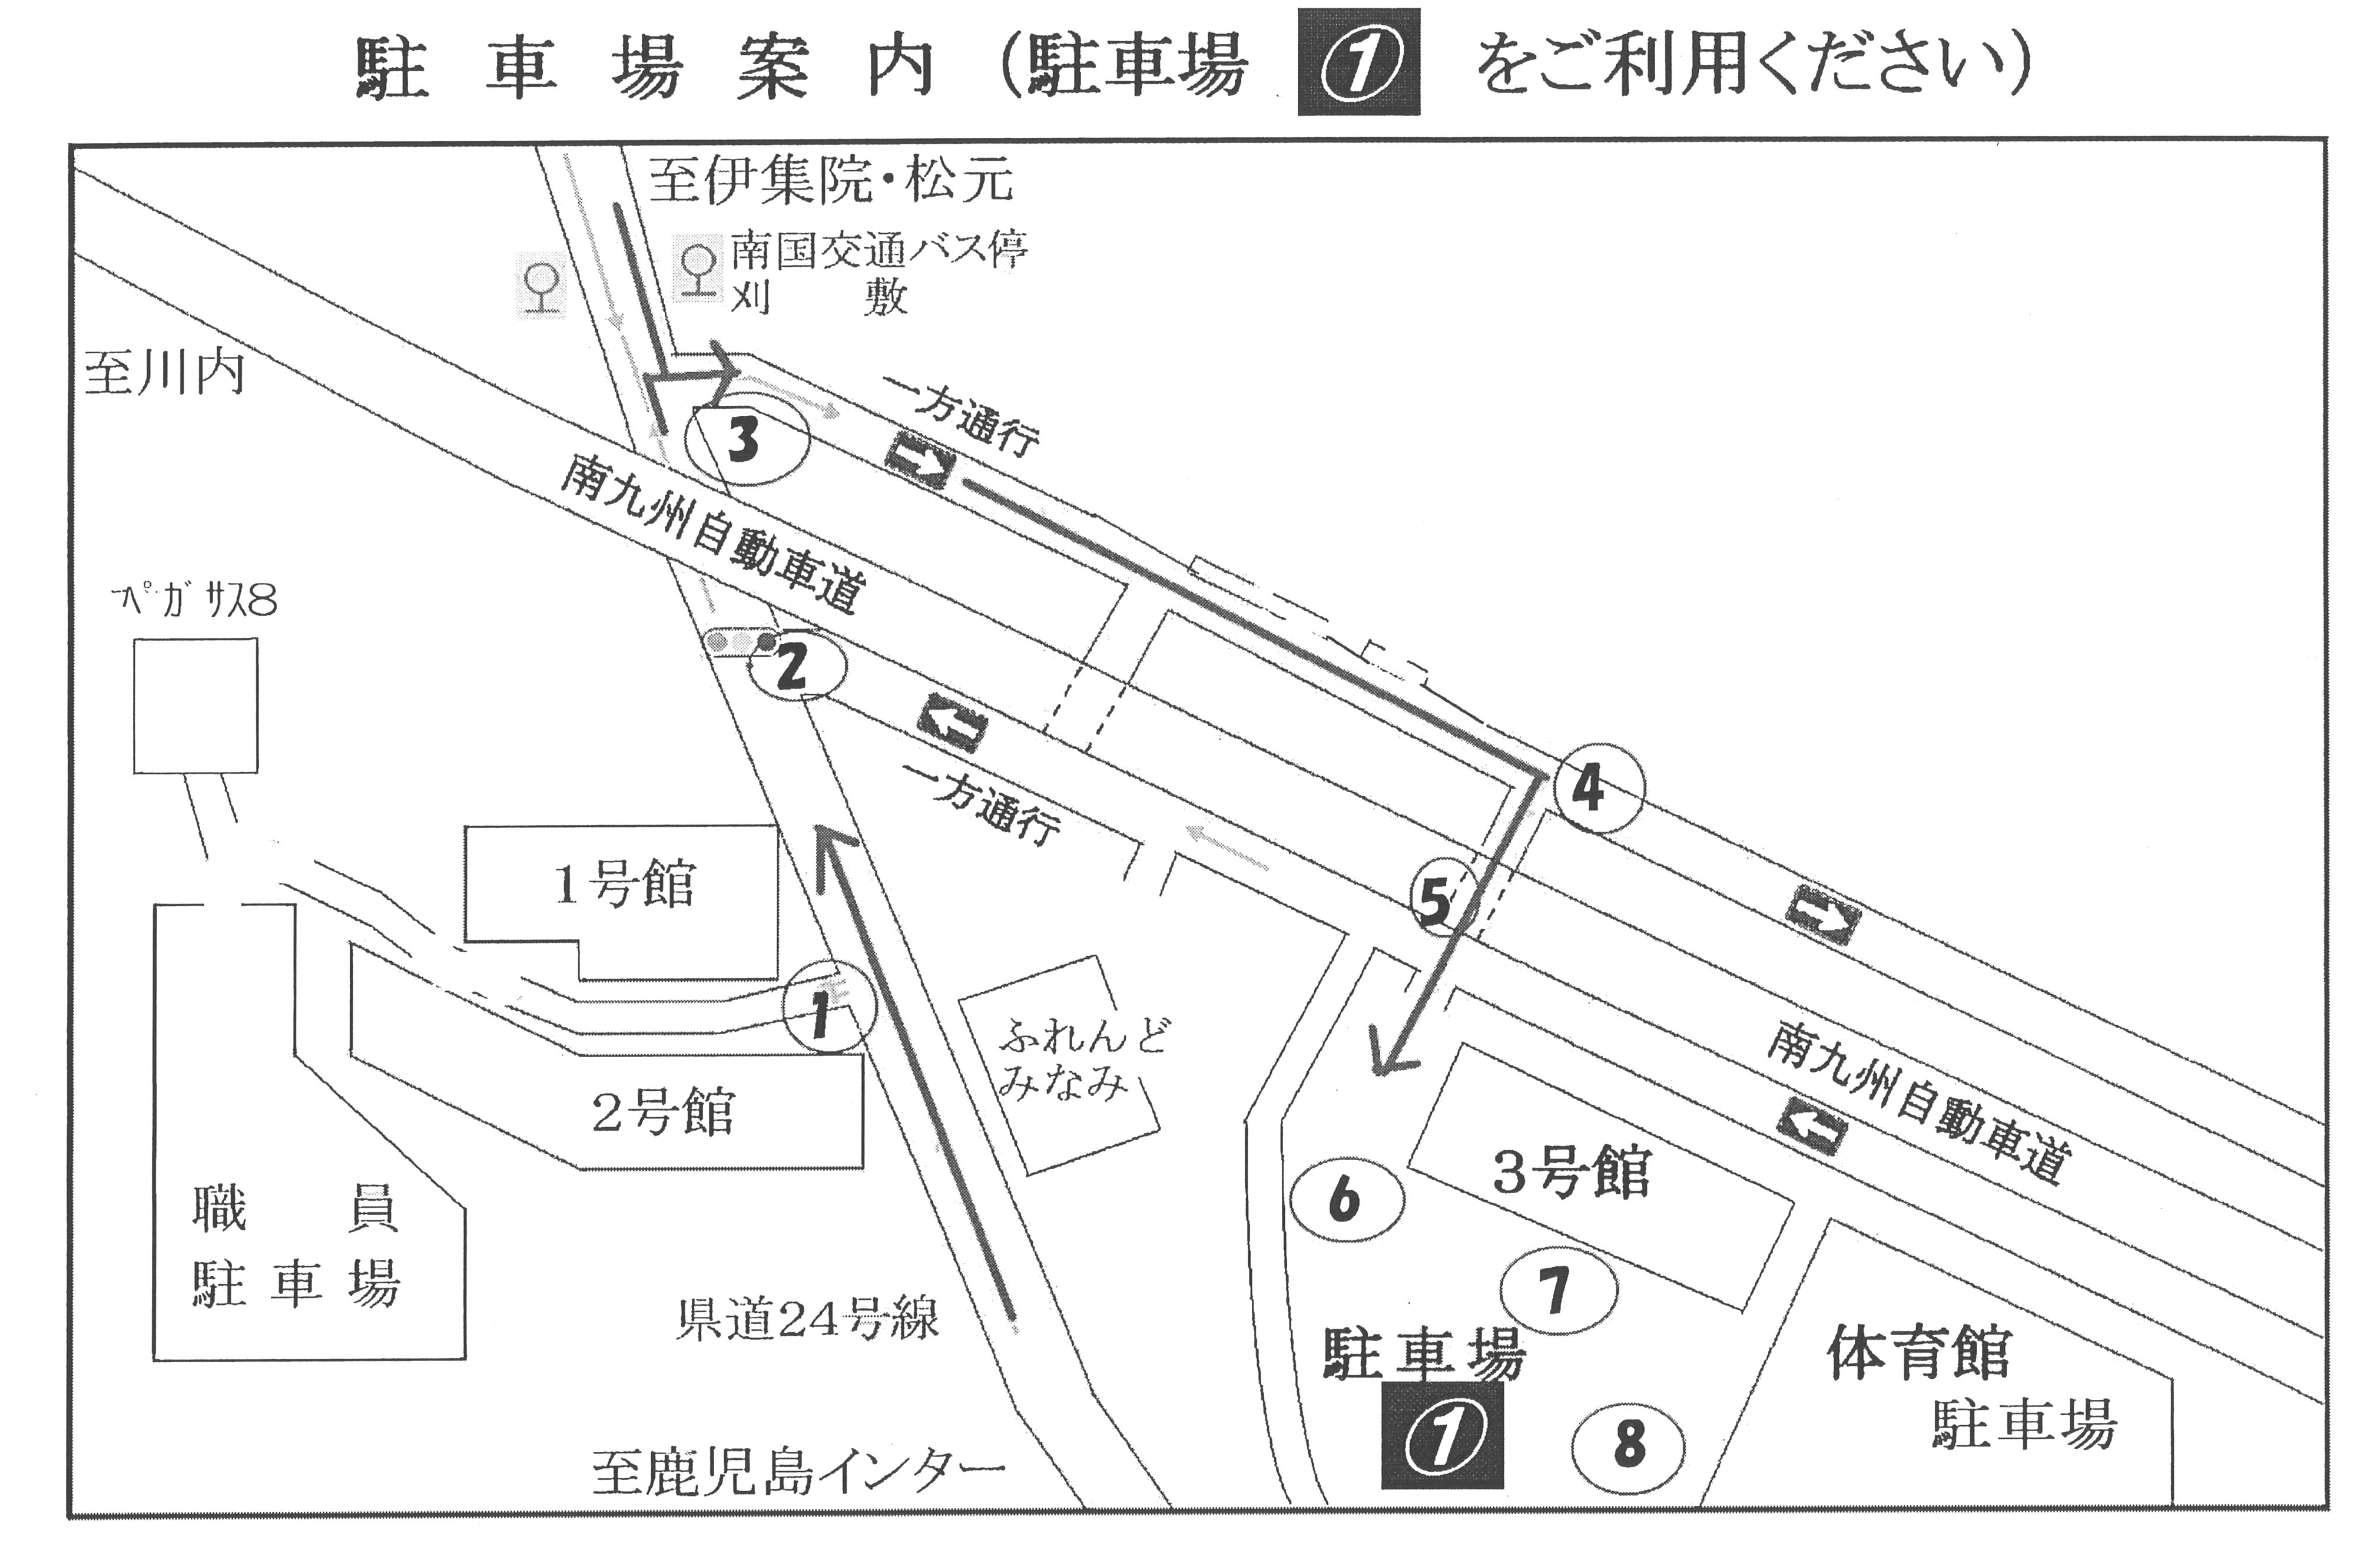 駐車場案内（駐車場 1 をご利用ください）
至伊集院・松元
南国交通バス停
刈 敷
至川内
一方通行
3
南九州自動車道
ﾍﾟｶﾞｻｽ8
2
一方通行
4
5
1号館
1
ふれんど
みなみ
2号館
南九州自動車道
3号館
6
職 員
駐車場
7
県道24号線
駐車場
1
体育館
駐車場
8
至鹿児島インター